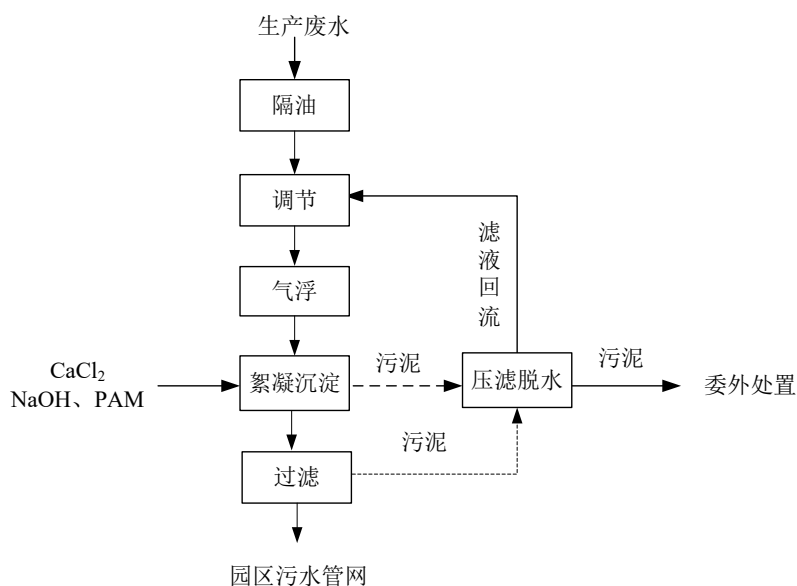 生产废水
隔油
调节
滤液回流
气浮
CaCl₂
NaOH、PAM
絮凝沉淀
污泥
压滤脱水
污泥
委外处置
污泥
过滤
园区污水管网